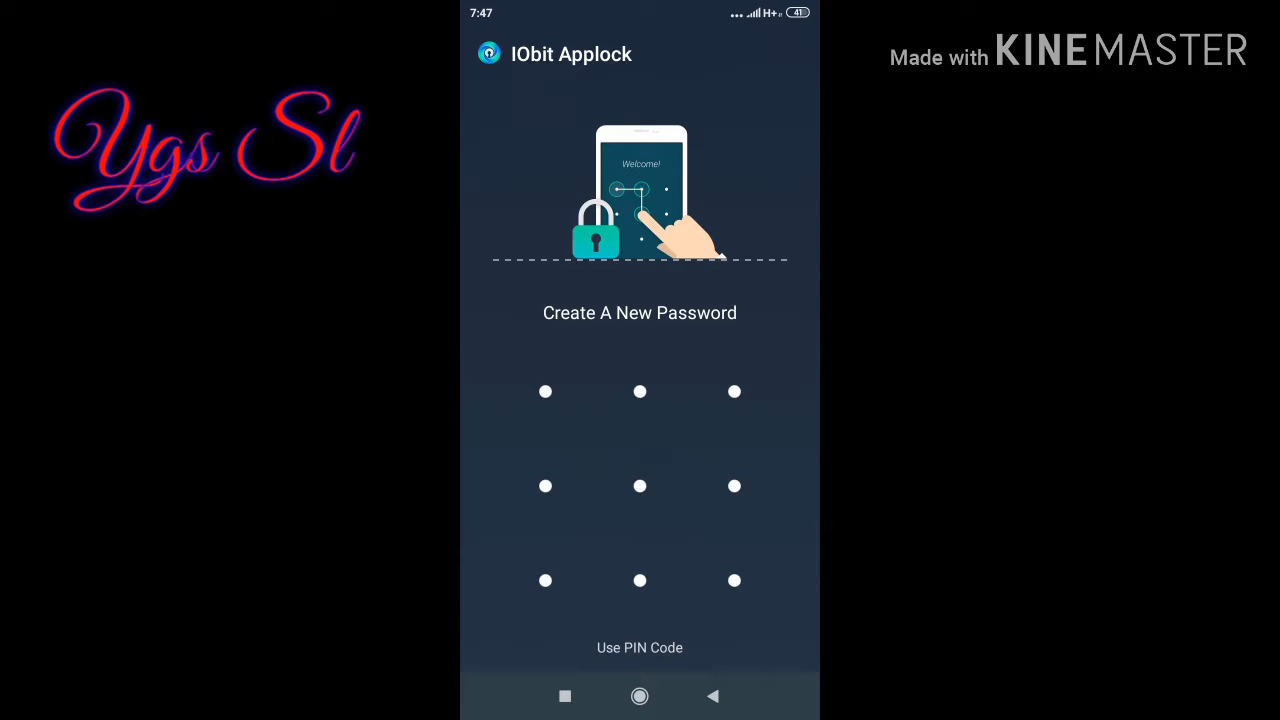 7:47
H+
41
IObit Applock
Made with KINEMASTER
Ygs Sl
Welcome!
Create A New Password
Use PIN Code